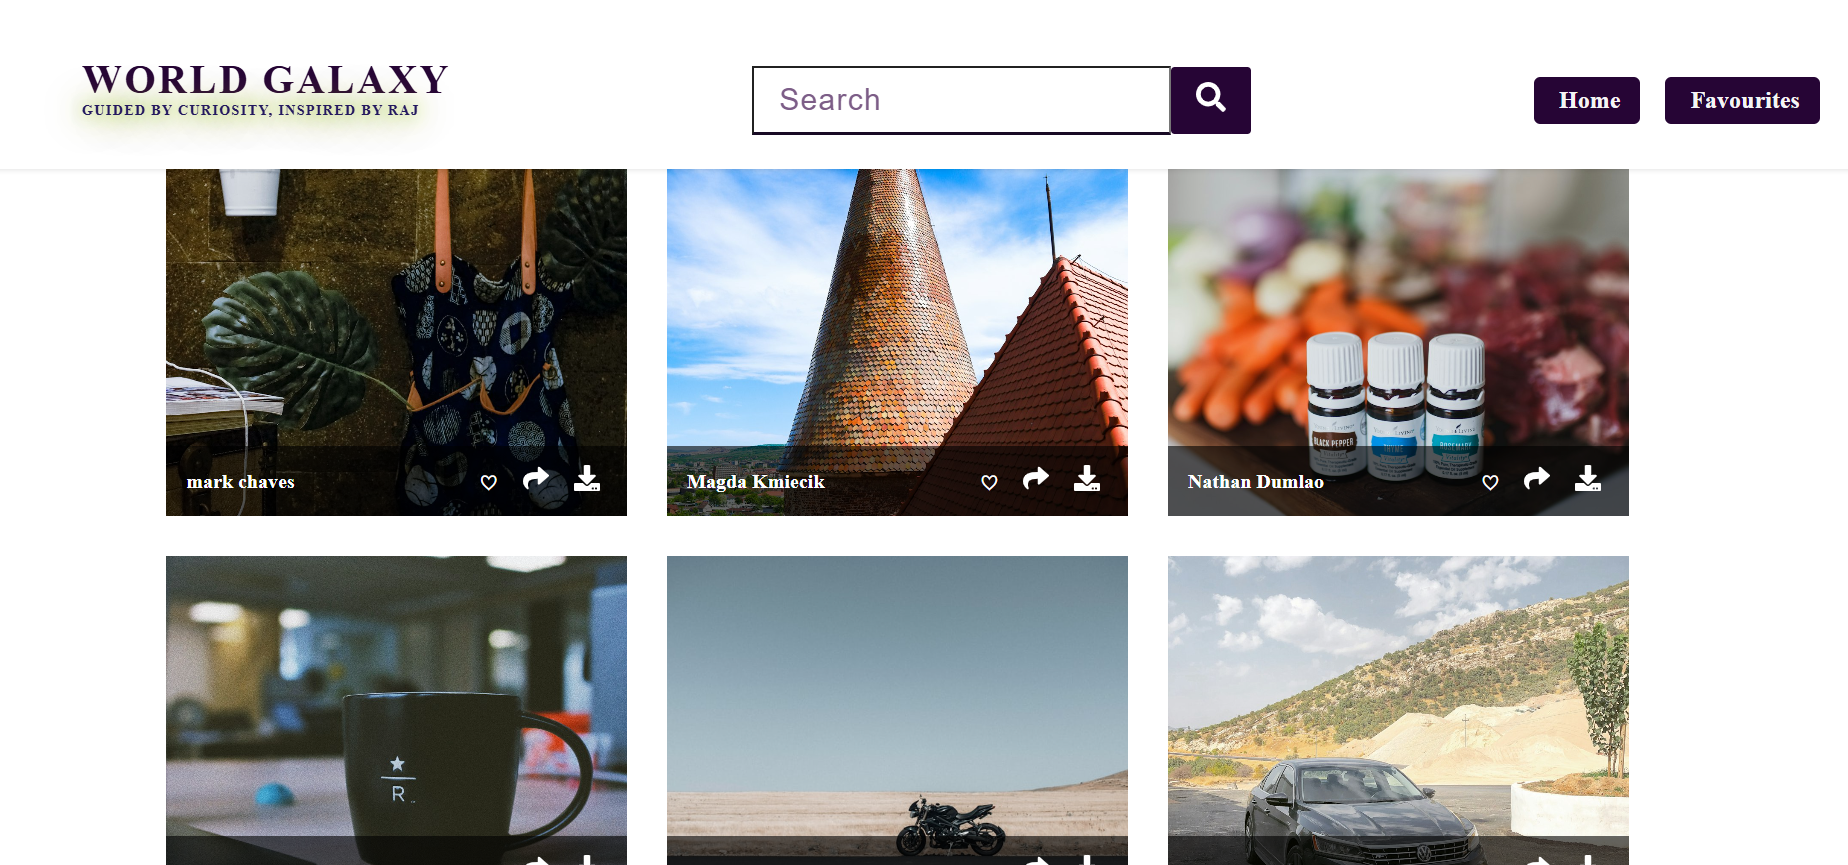 WORLD GALAXY
GUIDED BY CURIOSITY, INSPIRED BY RAJ
Search
Home
Favourites
BLACK PEPPER
THYME
ROSEMARY
mark chaves
Magda Kmiecik
Nathan Dumlao
R